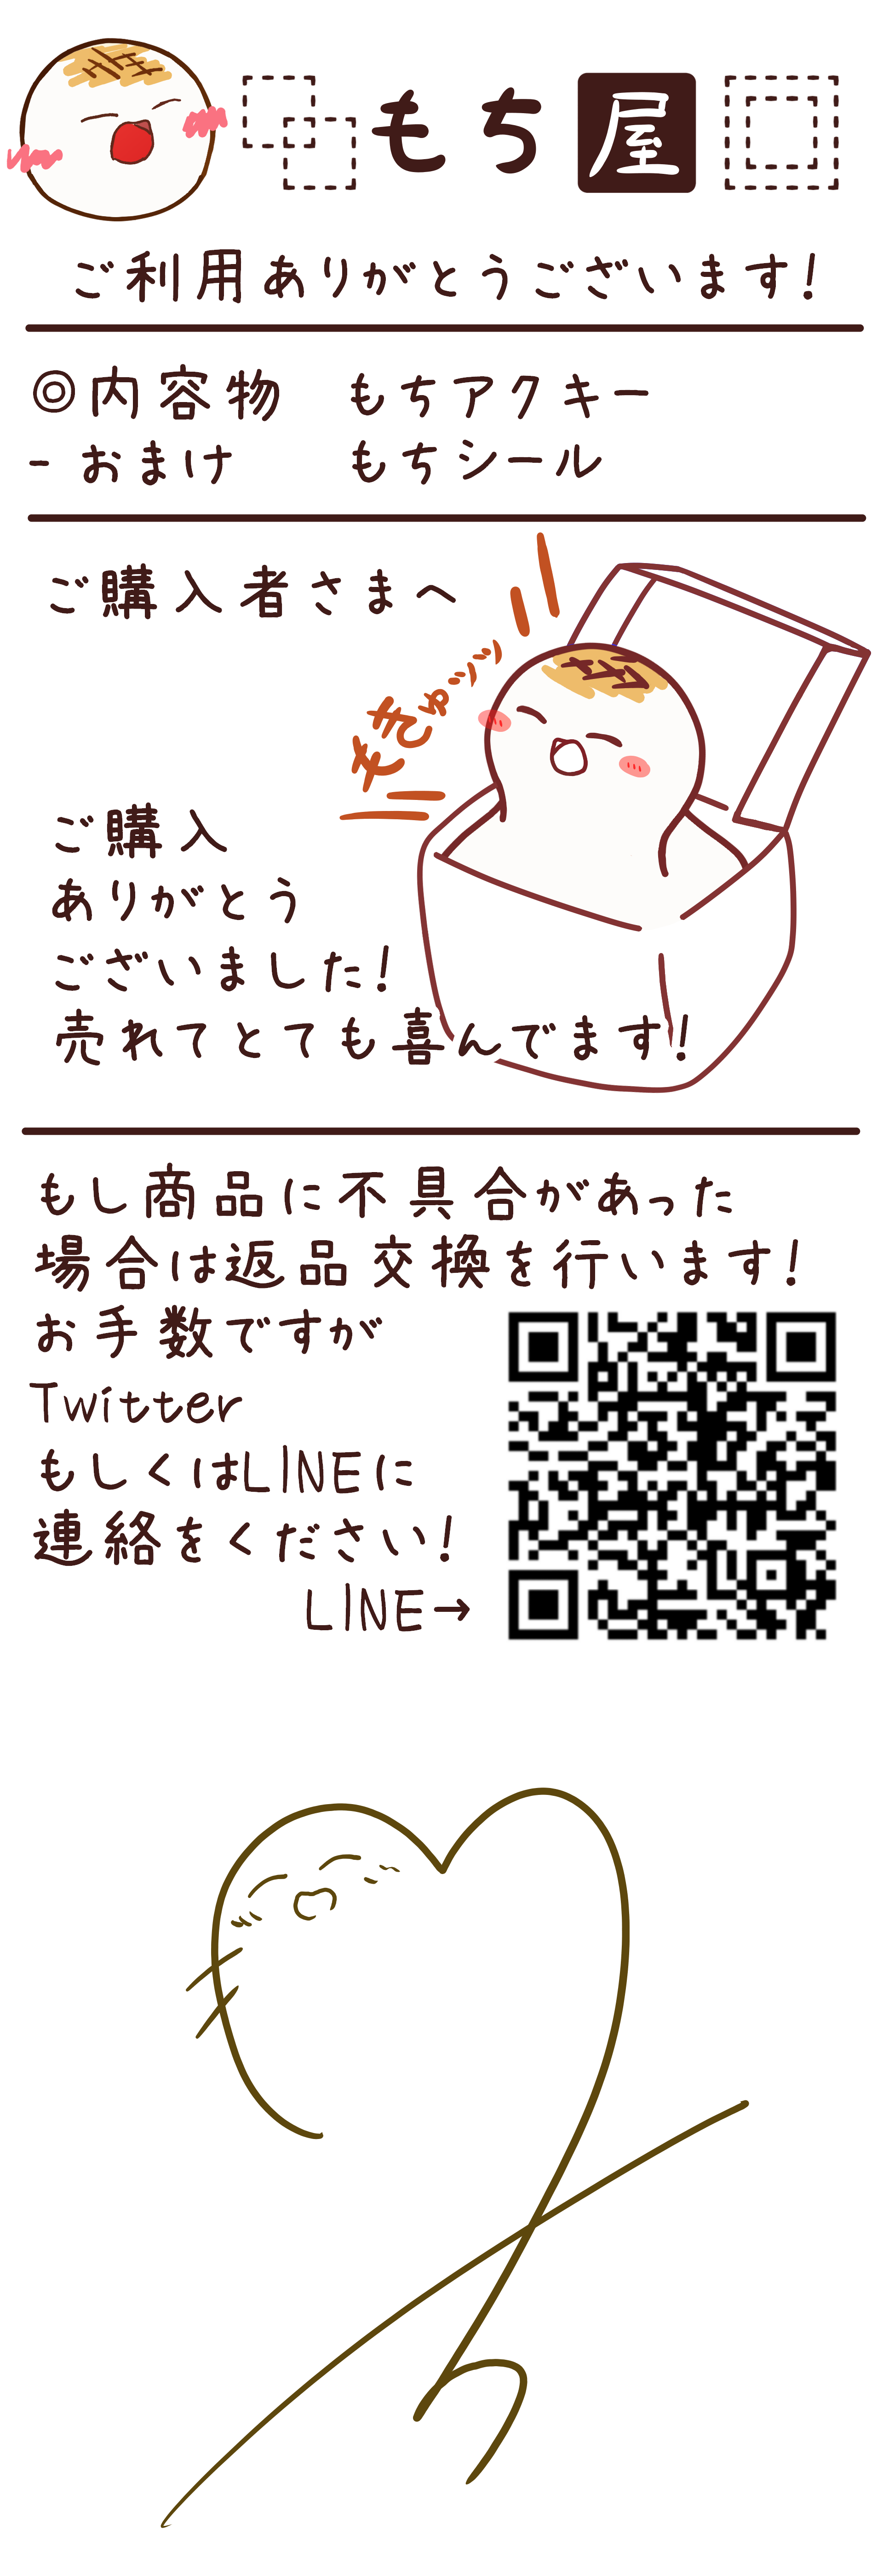 もち屋
ご利用ありがとうございます!
◎内容物 もちアクキー
- おまけ もちシール
ご購入者さまへ
もきゅッッ
ご購入
ありがとう
ございました!
売れてとても喜んでます!
もし商品に不具合があった
場合は返品交換を行います!
お手数ですが
Twitter
もしくはLINEに
連絡をください!
LINE→